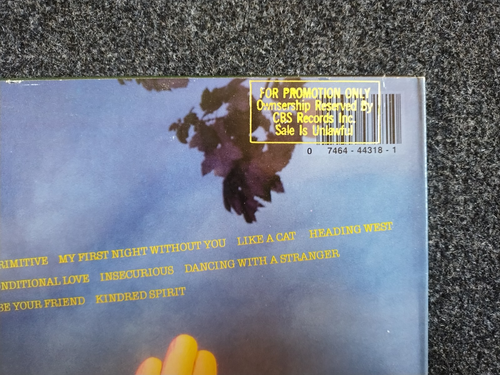 FOR PROMOTION ONLY
Ownsership Reserved By
CBS Records Inc.
Sale Is Unlawful
0 7464-44318-1
RIMITIVE MY FIRST NIGHT WITHOUT YOU LIKE A CAT HEADING WEST
NDITIONAL LOVE INSECURIOUS DANCING WITH A STRANGER
BE YOUR FRIEND KINDRED SPIRIT